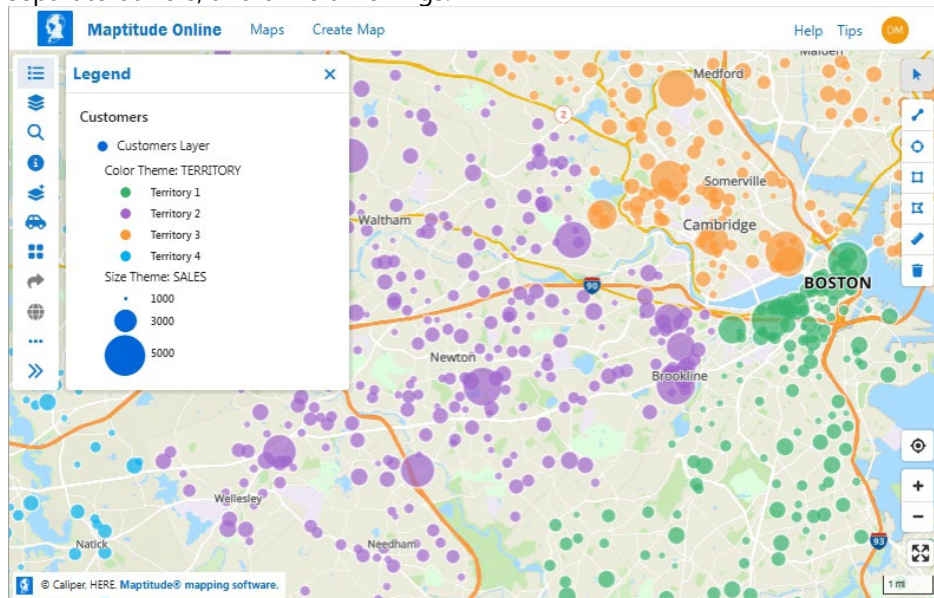 Maptitude Online
Maps
Create Map
Help
Tips
DM
Legend
Customers
Customers Layer
Color Theme: TERRITORY
Territory 1
Territory 2
Territory 3
Territory 4
Size Theme: SALES
1000
3000
5000
Medford
2
Somerville
Waltham
Cambridge
90
BOSTON
Newton
Brookline
Wellesley
Natick
Needham
93
© Caliper, HERE. Maptitude® mapping software.
1 mi